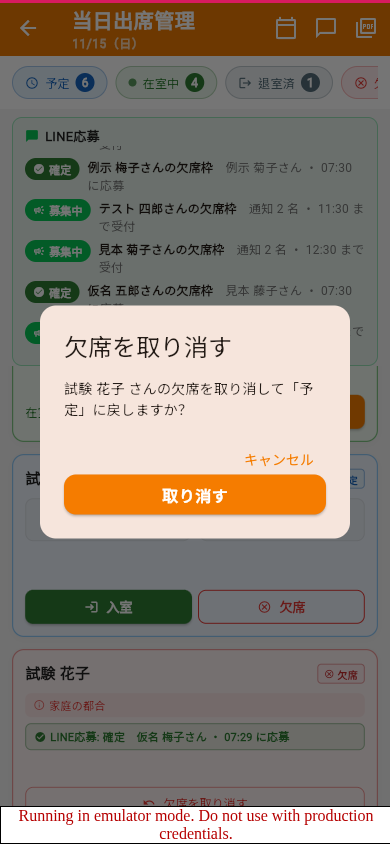 当日出席管理
11/15（日）
PDF
予定 6
在室中 4
退室済 1
LINE応募
受付
確定 例示 梅子さんの欠席枠 例示 菊子さん ・ 07:30
に応募
募集中 テスト 四郎さんの欠席枠 通知 2 名 ・ 11:30 ま
で受付
募集中 見本 菊子さんの欠席枠 通知 2 名 ・ 12:30 まで
受付
確定 仮名 五郎さんの欠席枠 見本 藤子さん ・ 07:30
で
欠席を取り消す
試験 花子 さんの欠席を取り消して「予
定」に戻しますか?
キャンセル
取り消す
在
試
定
入室
欠席
試験 花子
欠席
家庭の都合
LINE応募: 確定 仮名 梅子さん ・ 07:29 に応募
欠席を取り消す
Running in emulator mode. Do not use with production
credentials.